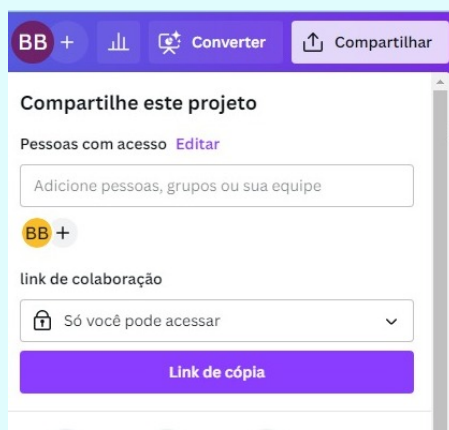 BB + Converter Compartilhar
Compartilhe este projeto
Pessoas com acesso Editar
Adicione pessoas, grupos ou sua equipe
BB +
link de colaboração
Só você pode acessar
Link de cópia